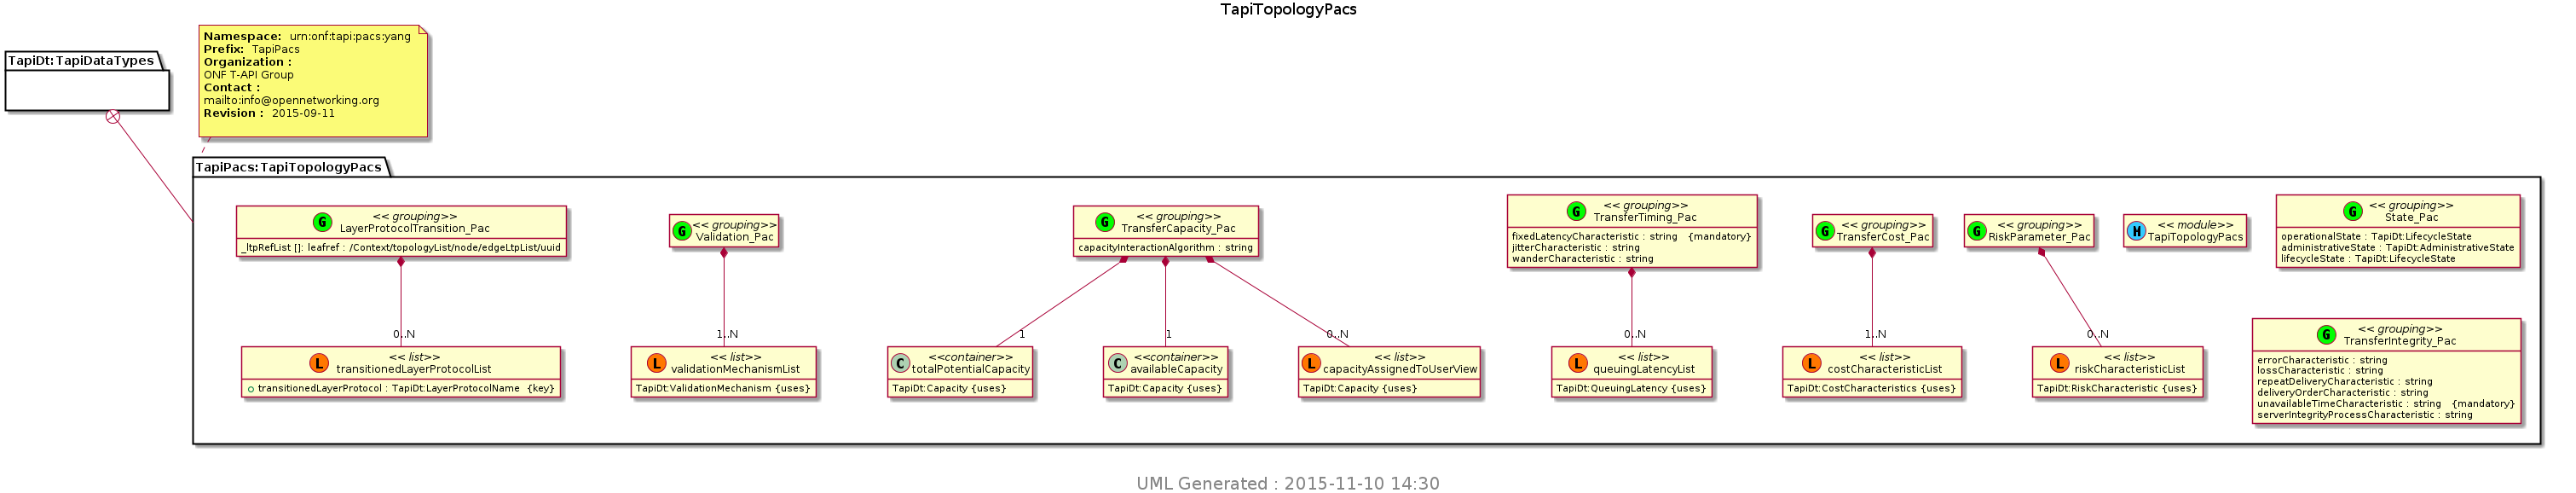 TapiTopologyPacs
TapiDt:TapiDataTypes
Namespace: urn:onf:tapi:pacs:yang
Prefix: TapiPacs
Organization :
ONF T-API Group
Contact :
mailto:info@opennetworking.org
Revision : 2015-09-11
TapiPacs:TapiTopologyPacs
G
<< grouping>>
LayerProtocolTransition_Pac
_ltpRefList []: leafref : /Context/topologyList/node/edgeLtpList/uuid
G
<< grouping>>
Validation_Pac
G
<< grouping>>
TransferCapacity_Pac
capacityInteractionAlgorithm : string
G
<< grouping>>
TransferTiming_Pac
fixedLatencyCharacteristic : string {mandatory}
jitterCharacteristic : string
wanderCharacteristic : string
G
<< grouping>>
TransferCost_Pac
G
<< grouping>>
RiskParameter_Pac
M
<< module>>
TapiTopologyPacs
G
<< grouping>>
State_Pac
operationalState : TapiDt:LifecycleState
administrativeState : TapiDt:AdministrativeState
lifecycleState : TapiDt:LifecycleState
0..N
1..N
1
1
0..N
0..N
1..N
0..N
L
<< list>>
transitionedLayerProtocolList
transitionedLayerProtocol : TapiDt:LayerProtocolName {key}
L
<< list>>
validationMechanismList
TapiDt:ValidationMechanism {uses}
C
<<container>>
totalPotentialCapacity
TapiDt:Capacity {uses}
C
<<container>>
availableCapacity
TapiDt:Capacity {uses}
L
<< list>>
capacityAssignedToUserView
TapiDt:Capacity {uses}
L
<< list>>
queuingLatencyList
TapiDt:QueuingLatency {uses}
L
<< list>>
costCharacteristicList
TapiDt:CostCharacteristics {uses}
L
<< list>>
riskCharacteristicList
TapiDt:RiskCharacteristic {uses}
G
<< grouping>>
TransferIntegrity_Pac
errorCharacteristic : string
lossCharacteristic : string
repeatDeliveryCharacteristic : string
deliveryOrderCharacteristic : string
unavailableTimeCharacteristic : string {mandatory}
serverIntegrityProcessCharacteristic : string
UML Generated : 2015-11-10 14:30